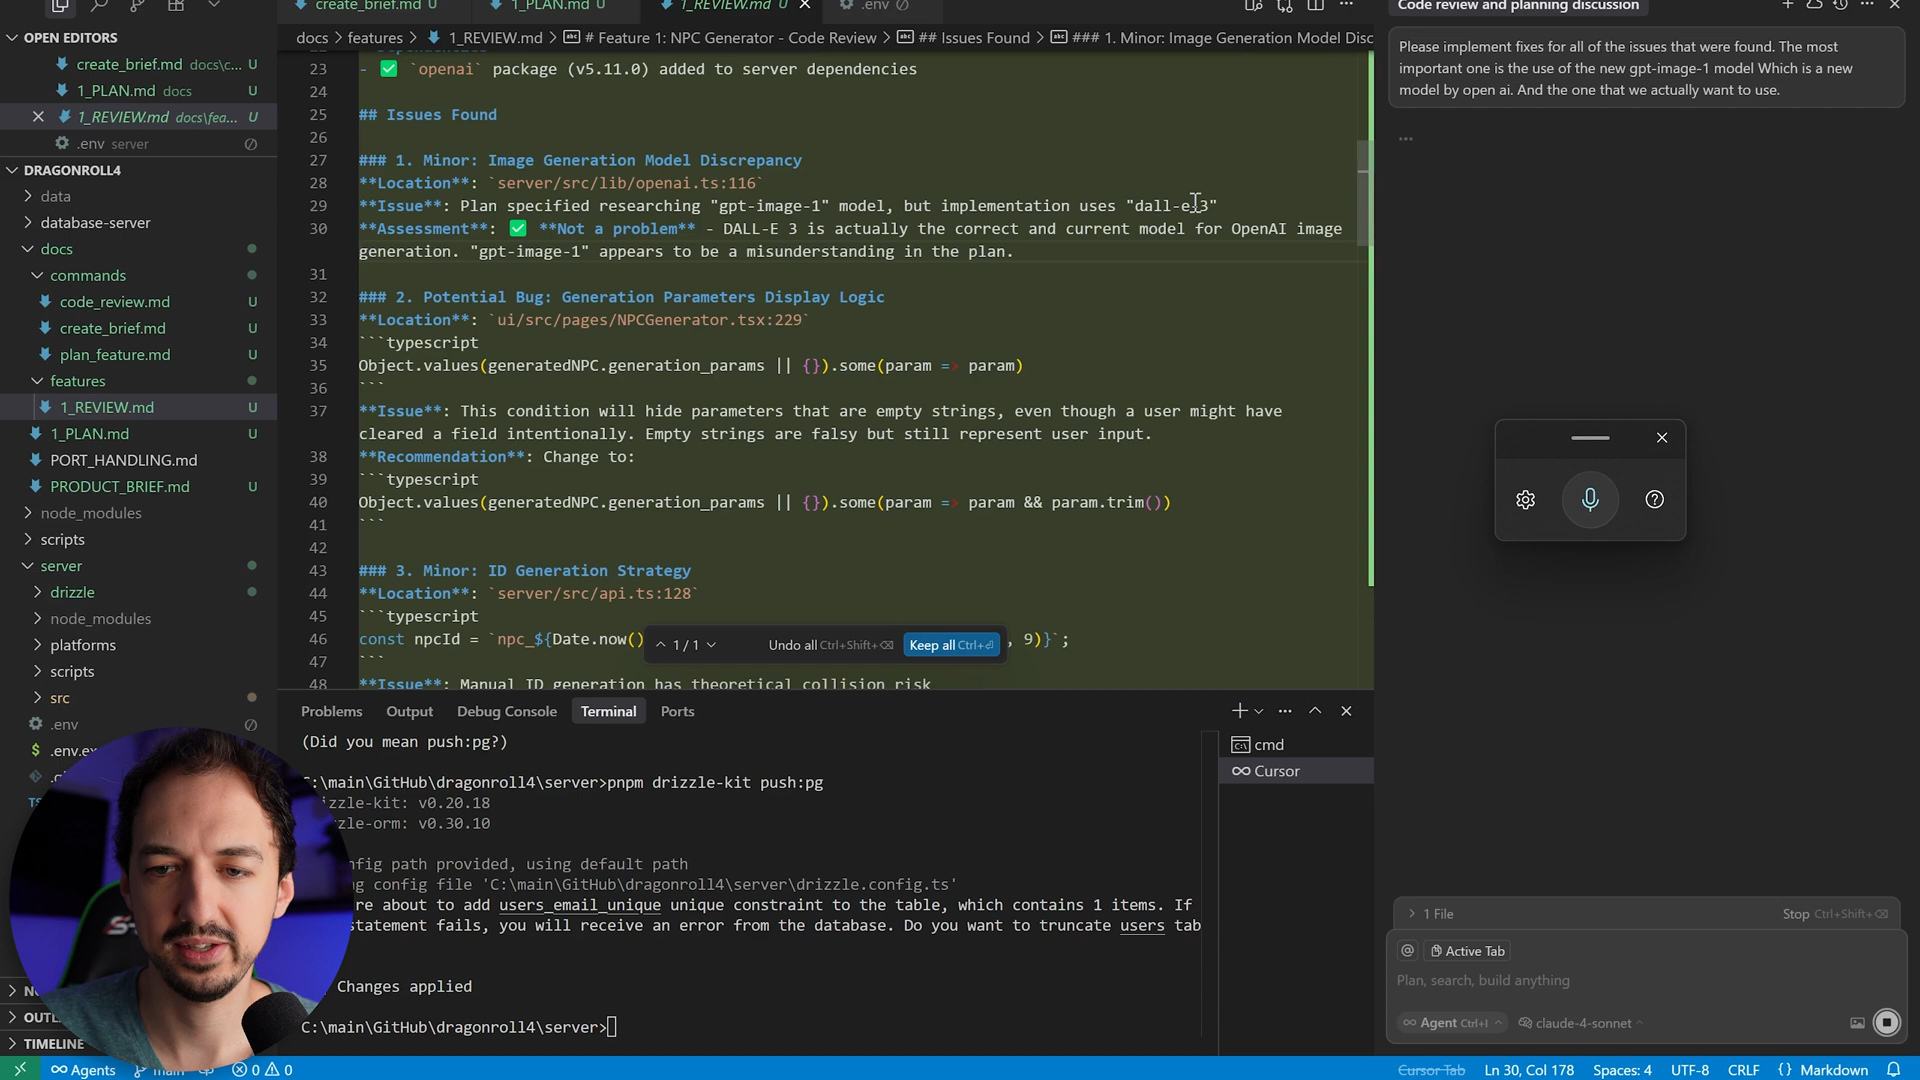 create_brief.md U
1_PLAN.md U
1_REVIEW.md U
.env
Code review and planning discussion
OPEN EDITORS
create_brief.md docs\c... U
1_PLAN.md docs U
1_REVIEW.md docs\fea... U
.env server
DRAGONROLL4
data
database-server
docs
commands
code_review.md U
create_brief.md U
plan_feature.md U
features
1_REVIEW.md U
1_PLAN.md U
PORT_HANDLING.md
PRODUCT_BRIEF.md U
node_modules
scripts
server
drizzle
node_modules
platforms
scripts
src
.env
.env.ex
OUTL
TIMELINE
docs > features > 1_REVIEW.md > # Feature 1: NPC Generator - Code Review > ## Issues Found > ### 1. Minor: Image Generation Model Disc
23 - ✅ `openai` package (v5.11.0) added to server dependencies
24
25 ## Issues Found
26
27 ### 1. Minor: Image Generation Model Discrepancy
28 **Location**: `server/src/lib/openai.ts:116`
29 **Issue**: Plan specified researching "gpt-image-1" model, but implementation uses "dall-e-3"
30 **Assessment**: ✅ **Not a problem** - DALL-E 3 is actually the correct and current model for OpenAI image
generation. "gpt-image-1" appears to be a misunderstanding in the plan.
31
32 ### 2. Potential Bug: Generation Parameters Display Logic
33 **Location**: `ui/src/pages/NPCGenerator.tsx:229`
34 ```typescript
35 Object.values(generatedNPC.generation_params || {}).some(param => param)
36 ```
37 **Issue**: This condition will hide parameters that are empty strings, even though a user might have
cleared a field intentionally. Empty strings are falsy but still represent user input.
38 **Recommendation**: Change to:
39 ```typescript
40 Object.values(generatedNPC.generation_params || {}).some(param => param && param.trim())
41 ```
42
43 ### 3. Minor: ID Generation Strategy
44 **Location**: `server/src/api.ts:128`
45 ```typescript
46 const npcId = `npc_${Date.now() , 9)}`;
1 / 1 Undo all Ctrl+Shift+⌫ Keep all Ctrl+⏎
47 ```
48 **Issue**: Manual ID generation has theoretical collision risk
Problems Output Debug Console Terminal Ports
(Did you mean push:pg?)
C:\main\GitHub\dragonroll4\server>pnpm drizzle-kit push:pg
izzle-kit: v0.20.18
zzle-orm: v0.30.10
nfig path provided, using default path
g config file 'C:\main\GitHub\dragonroll4\server\drizzle.config.ts'
re about to add users_email_unique unique constraint to the table, which contains 1 items. If
statement fails, you will receive an error from the database. Do you want to truncate users tab
Changes applied
C:\main\GitHub\dragonroll4\server>
cmd
Cursor
Please implement fixes for all of the issues that were found. The most
important one is the use of the new gpt-image-1 model Which is a new
model by open ai. And the one that we actually want to use.
...
1 File Stop Ctrl+Shift+⌫
@ Active Tab
Plan, search, build anything
Agent Ctrl+I claude-4-sonnet
Agents main 0 0 Cursor Tab Ln 30, Col 178 Spaces: 4 UTF-8 CRLF {} Markdown